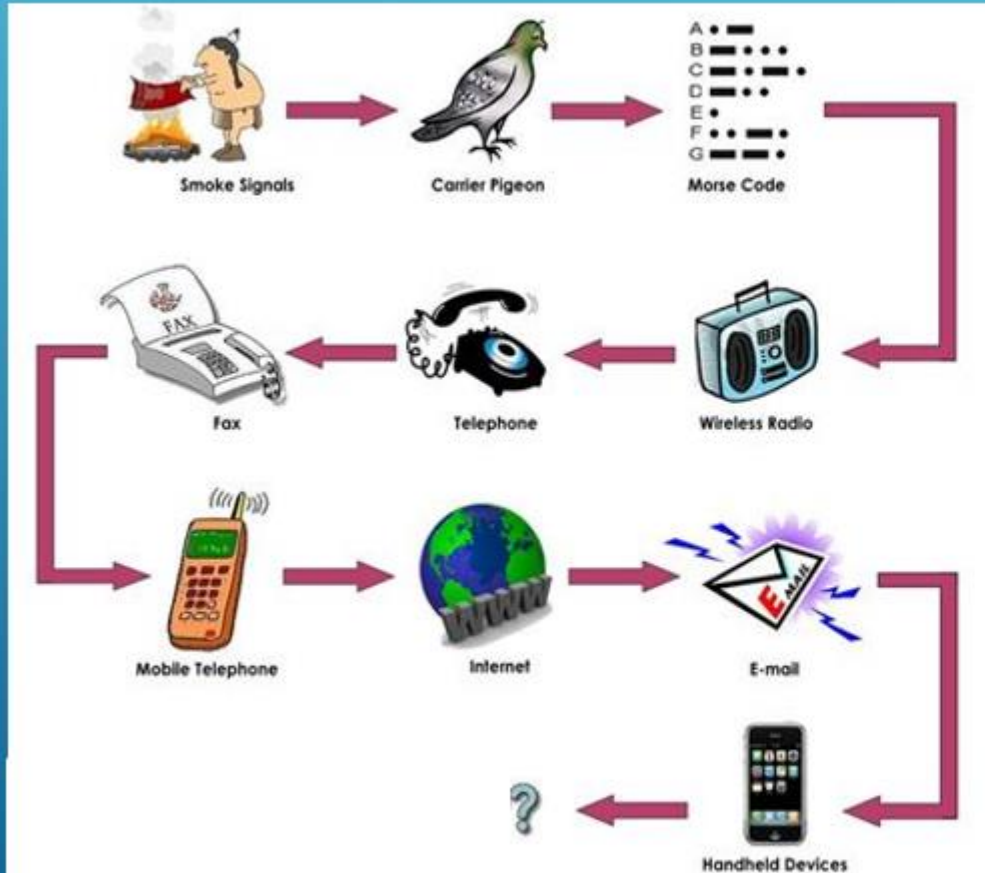 A
B
C
D
E
F
G
Smoke Signals
Carrier Pigeon
Morse Code
FAX
Fax
Telephone
Wireless Radio
WWW
E MAIL
Mobile Telephone
Internet
E-mail
?
Handheld Devices